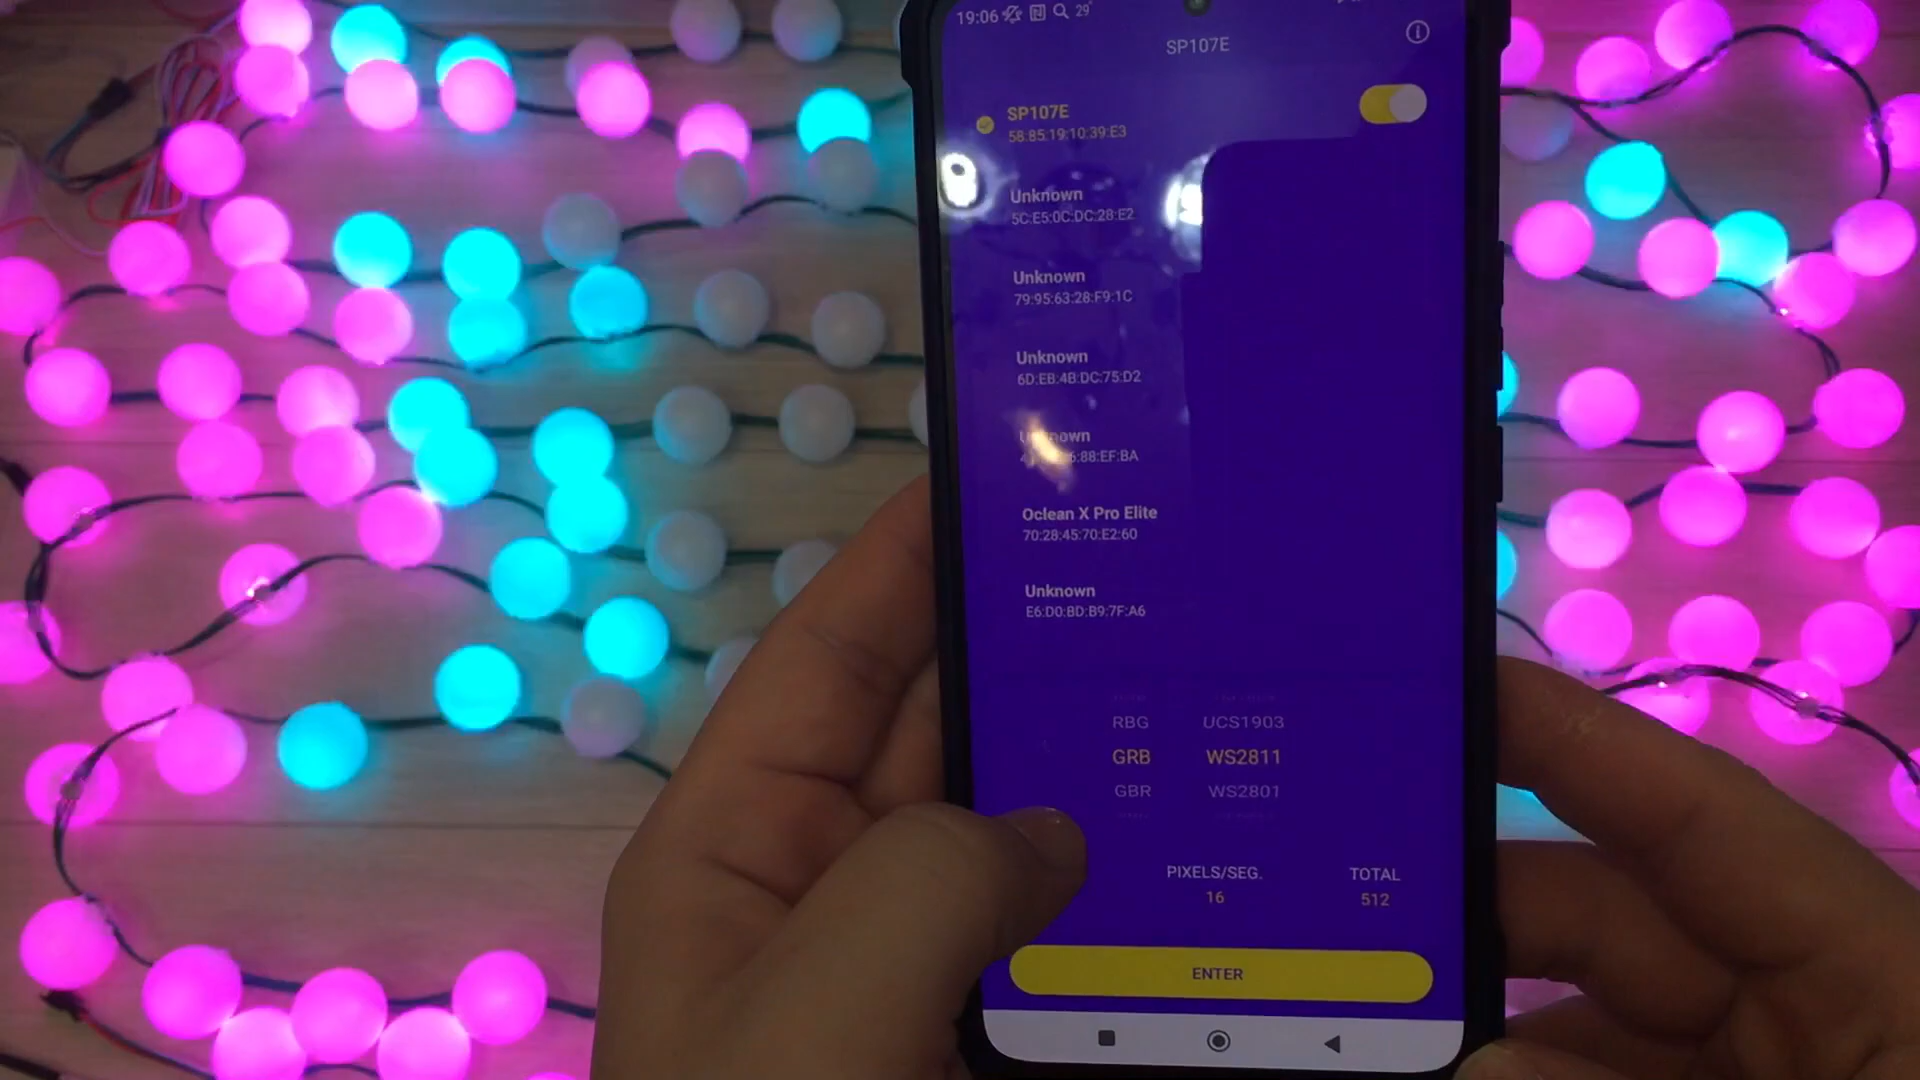 19:06 29°
SP107E
SP107E
58:85:19:10:39:E3
Unknown
5C:E5:0C:DC:28:E2
Unknown
79:95:63:28:F9:1C
Unknown
6D:EB:4B:DC:75:D2
Unknown
:88:EF:BA
Oclean X Pro Elite
70:28:45:70:E2:60
Unknown
E6:D0:BD:B9:7F:A6
RBG UCS1903
GRB WS2811
GBR WS2801
PIXELS/SEG. TOTAL
16 512
ENTER